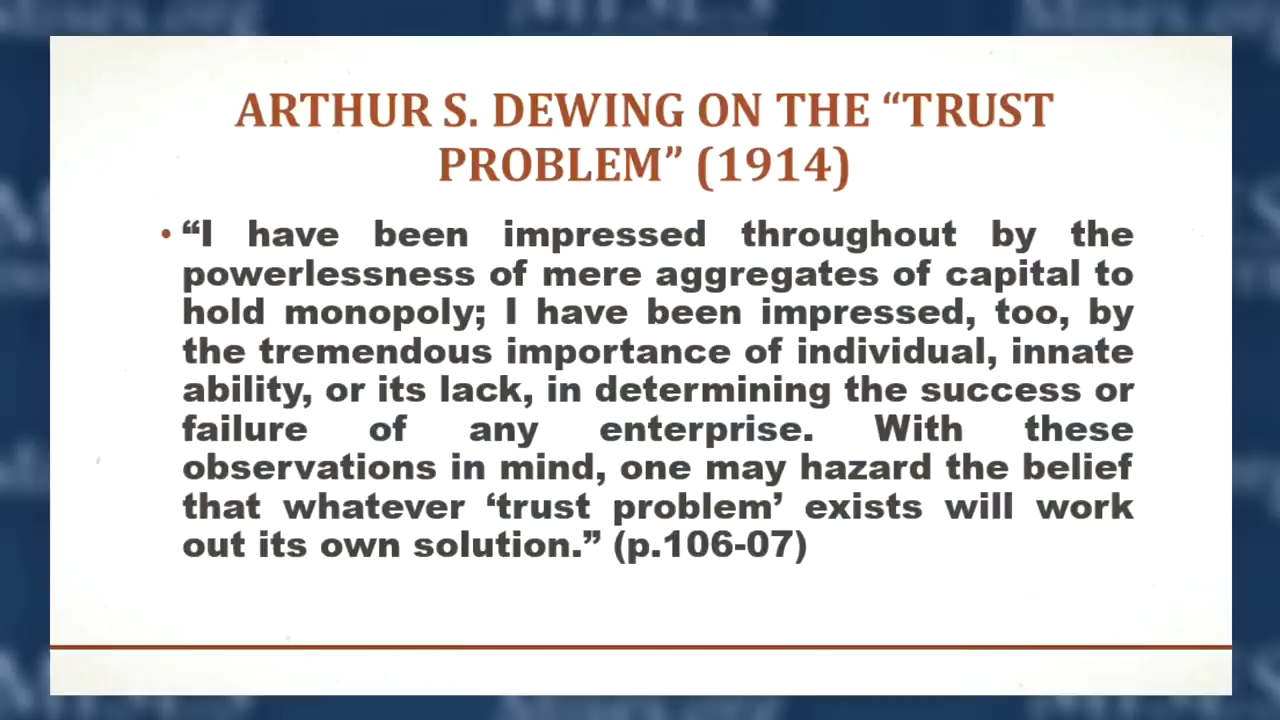 Mises.org
ARTHUR S. DEWING ON THE “TRUST
PROBLEM” (1914)
• “I have been impressed throughout by the
powerlessness of mere aggregates of capital to
hold monopoly; I have been impressed, too, by
the tremendous importance of individual, innate
ability, or its lack, in determining the success or
failure of any enterprise. With these
observations in mind, one may hazard the belief
that whatever ‘trust problem’ exists will work
out its own solution.” (p.106-07)